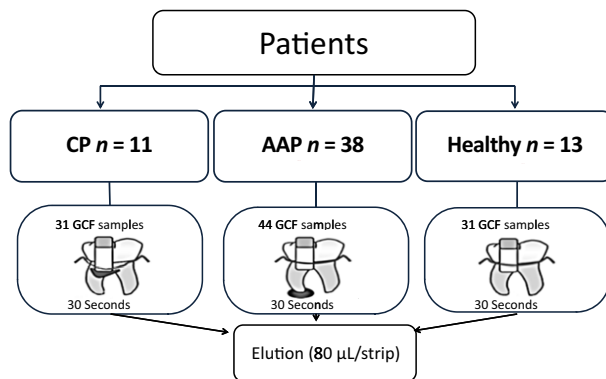 Patients
CP n = 11
AAP n = 38
Healthy n = 13
31 GCF samples
44 GCF samples
31 GCF samples
30 Seconds
30 Seconds
30 Seconds
Elution (80 µL/strip)